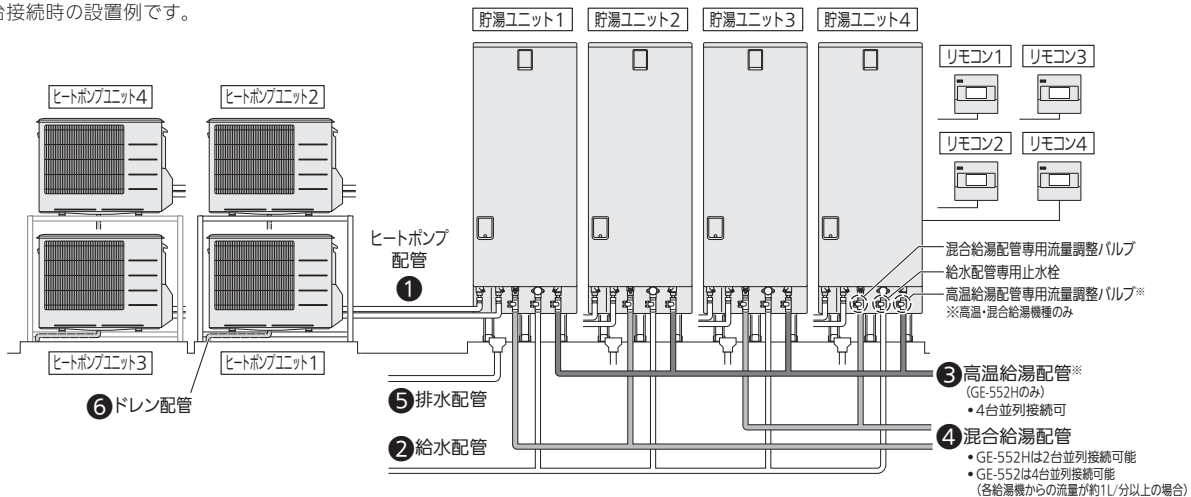 台接続時の設置例です。
貯湯ユニット1
貯湯ユニット2
貯湯ユニット3
貯湯ユニット4
リモコン1
リモコン3
リモコン2
リモコン4
ヒートポンプユニット4
ヒートポンプユニット2
ヒートポンプ
配管
❶
混合給湯配管専用流量調整バルブ
給水配管専用止水栓
高温給湯配管専用流量調整バルブ※
※高温・混合給湯機種のみ
ヒートポンプユニット3
ヒートポンプユニット1
❻ドレン配管
❺排水配管
❷給水配管
❸高温給湯配管※
(GE-552Hのみ)
•4台並列接続可
❹混合給湯配管
•GE-552Hは2台並列接続可能
•GE-552は4台並列接続可能
(各給湯機からの流量が約1L/分以上の場合)